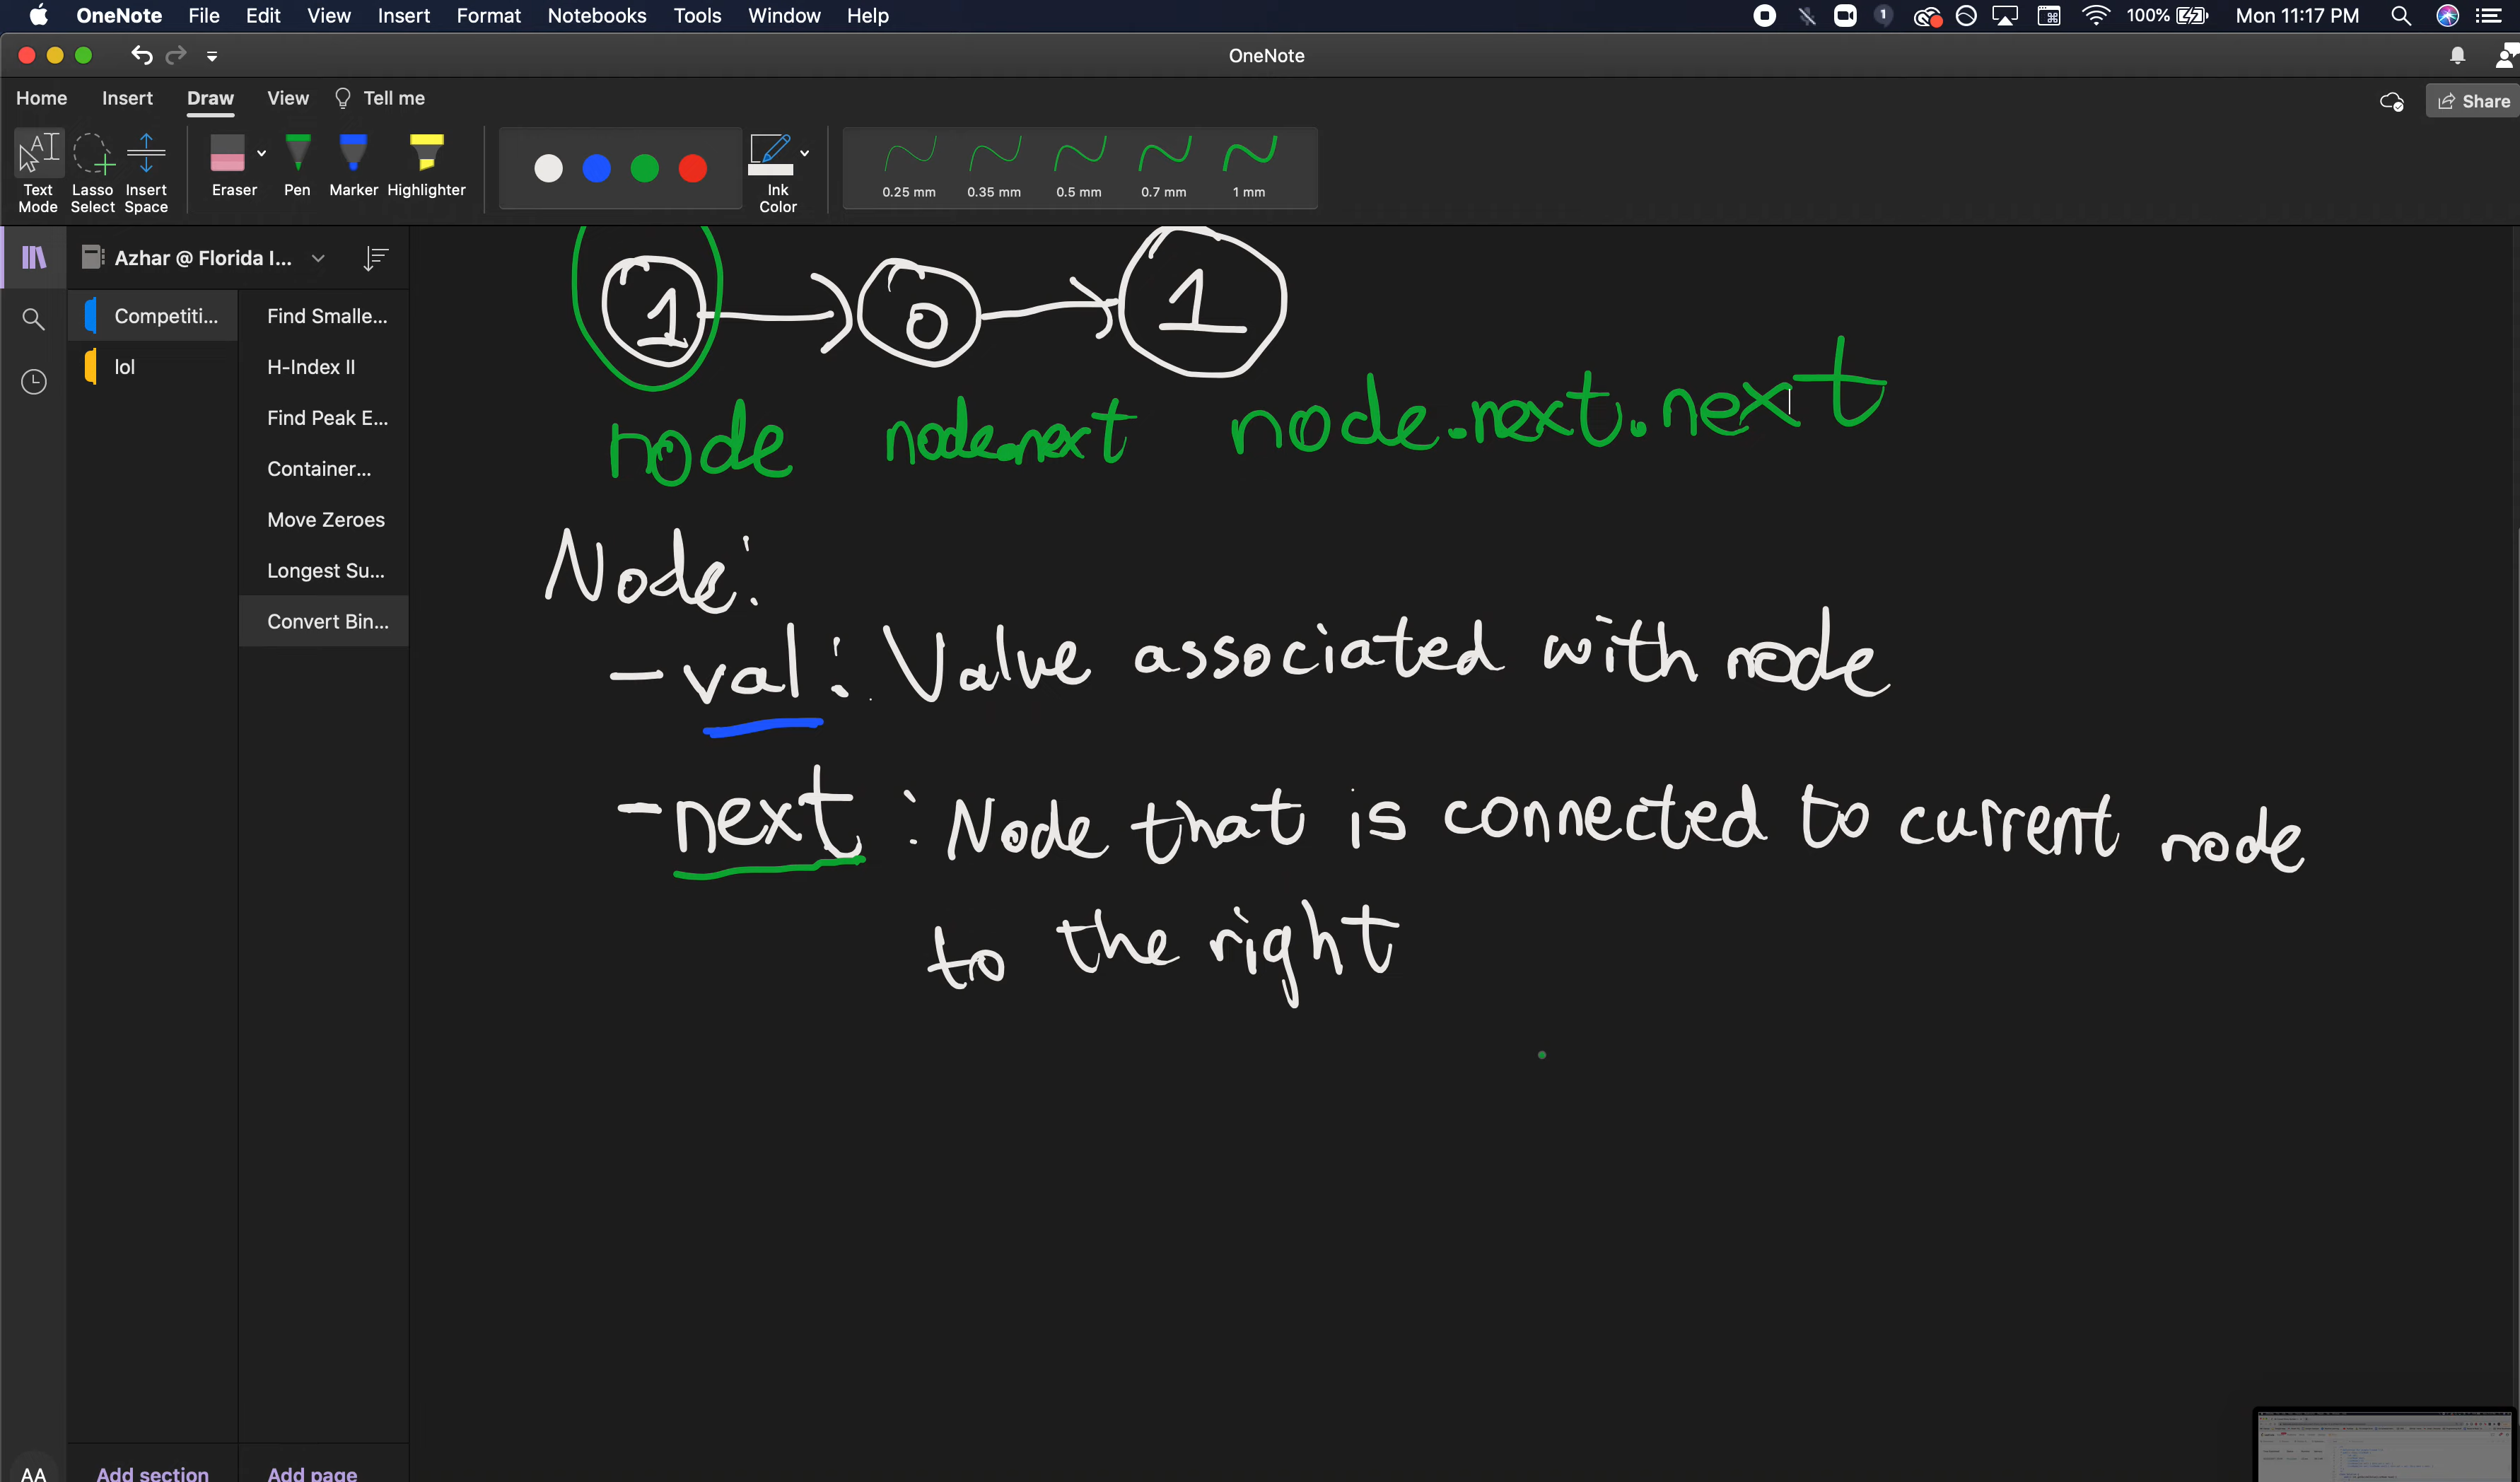 OneNote File Edit View Insert Format Notebooks Tools Window Help 1 100% Mon 11:17 PM
OneNote
Home Insert Draw View Tell me Share
Text Mode Lasso Select Insert Space Eraser Pen Marker Highlighter Ink Color 0.25 mm 0.35 mm 0.5 mm 0.7 mm 1 mm
Azhar @ Florida I...
Competiti...
lol
Find Smalle...
H-Index II
Find Peak E...
Container...
Move Zeroes
Longest Su...
Convert Bin...
1 0 1
node node.next node.next.next
Node:
- val: Value associated with node
- next : Node that is connected to current node
to the right
AA Add section Add page